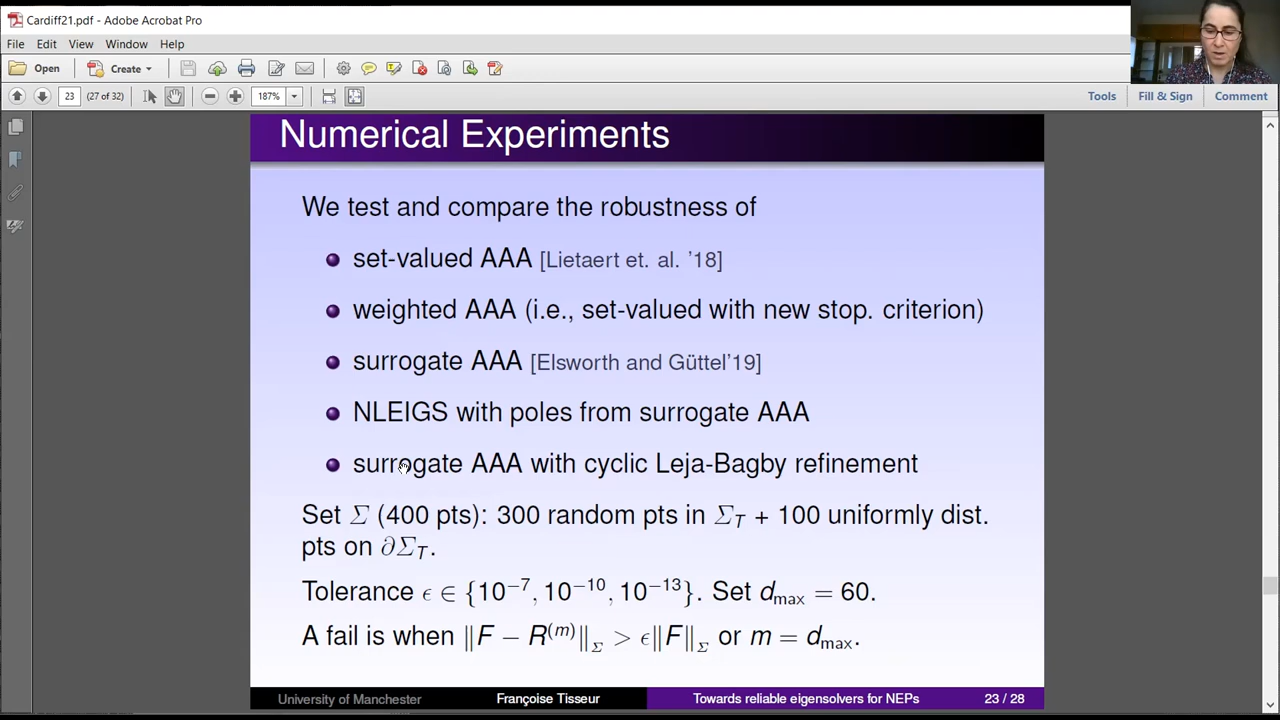 Cardiff21.pdf - Adobe Acrobat Pro
File Edit View Window Help
Open Create
23 (27 of 32) 187% Tools Fill & Sign Comment
Numerical Experiments
We test and compare the robustness of
set-valued AAA [Lietaert et. al. '18]
weighted AAA (i.e., set-valued with new stop. criterion)
surrogate AAA [Elsworth and Güttel'19]
NLEIGS with poles from surrogate AAA
surrogate AAA with cyclic Leja-Bagby refinement
Set Σ (400 pts): 300 random pts in Σ_T + 100 uniformly dist.
pts on ∂Σ_T.
Tolerance ϵ ∈ {10⁻⁷, 10⁻¹⁰, 10⁻¹³}. Set d_max = 60.
A fail is when ‖F − R^(m)‖_Σ > ϵ‖F‖_Σ or m = d_max.
University of Manchester Françoise Tisseur Towards reliable eigensolvers for NEPs 23 / 28